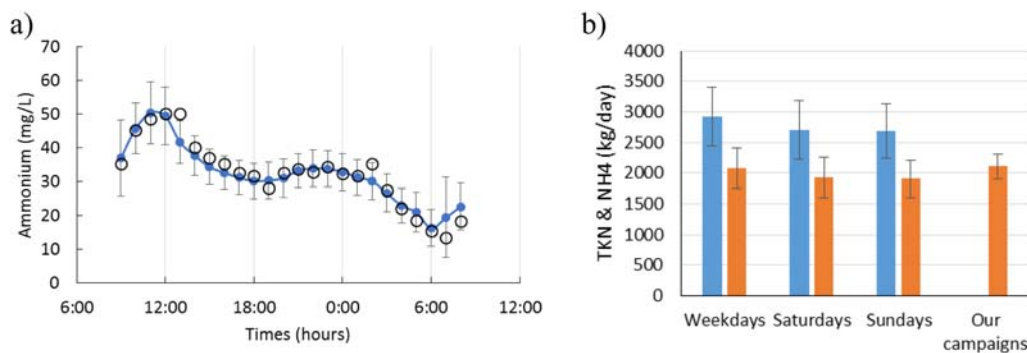 a)
70
60
50
40
30
20
10
0
Ammonium (mg/L)
6:00 12:00 18:00 0:00 6:00 12:00
Times (hours)
b)
4000
3500
3000
2500
2000
1500
1000
500
0
TKN & NH4 (kg/day)
Weekdays Saturdays Sundays Our
campaigns